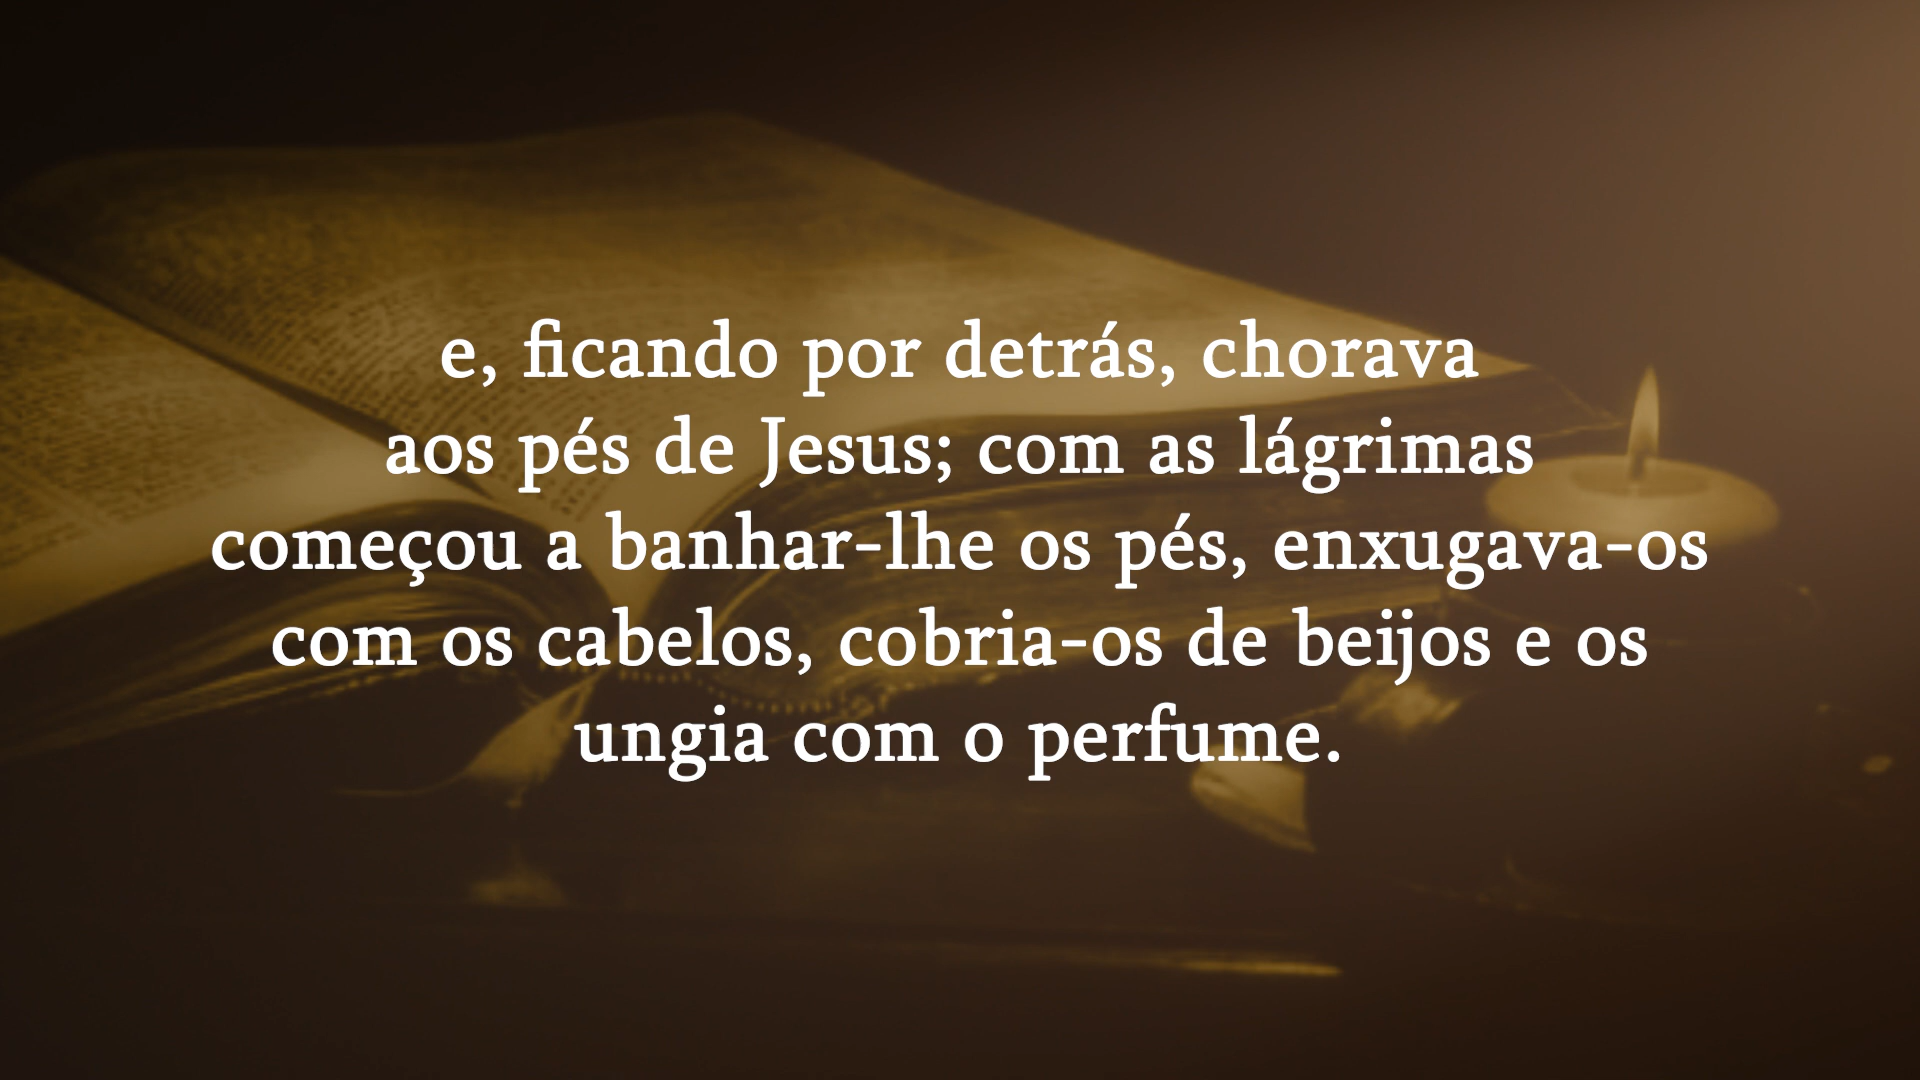 e, ficando por detrás, chorava
aos pés de Jesus; com as lágrimas
começou a banhar-lhe os pés, enxugava-os
com os cabelos, cobria-os de beijos e os
ungia com o perfume.